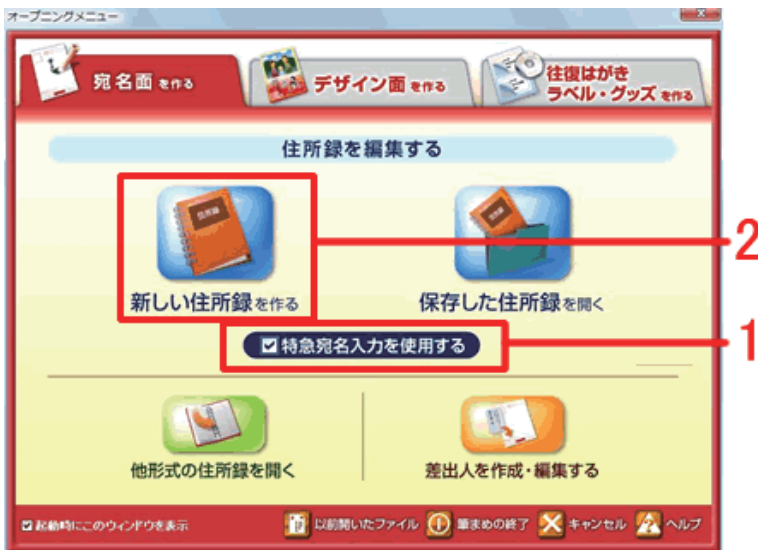 オープニングメニュー
宛名面を作る
デザイン面を作る
往復はがき
ラベル・グッズを作る
住所録を編集する
住所録
2
新しい住所録を作る
保存した住所録を開く
特急宛名入力を使用する
1
他形式の住所録を開く
差出人を作成・編集する
起動時にこのウィンドウを表示
以前開いたファイル
筆まめの終了
キャンセル
ヘルプ